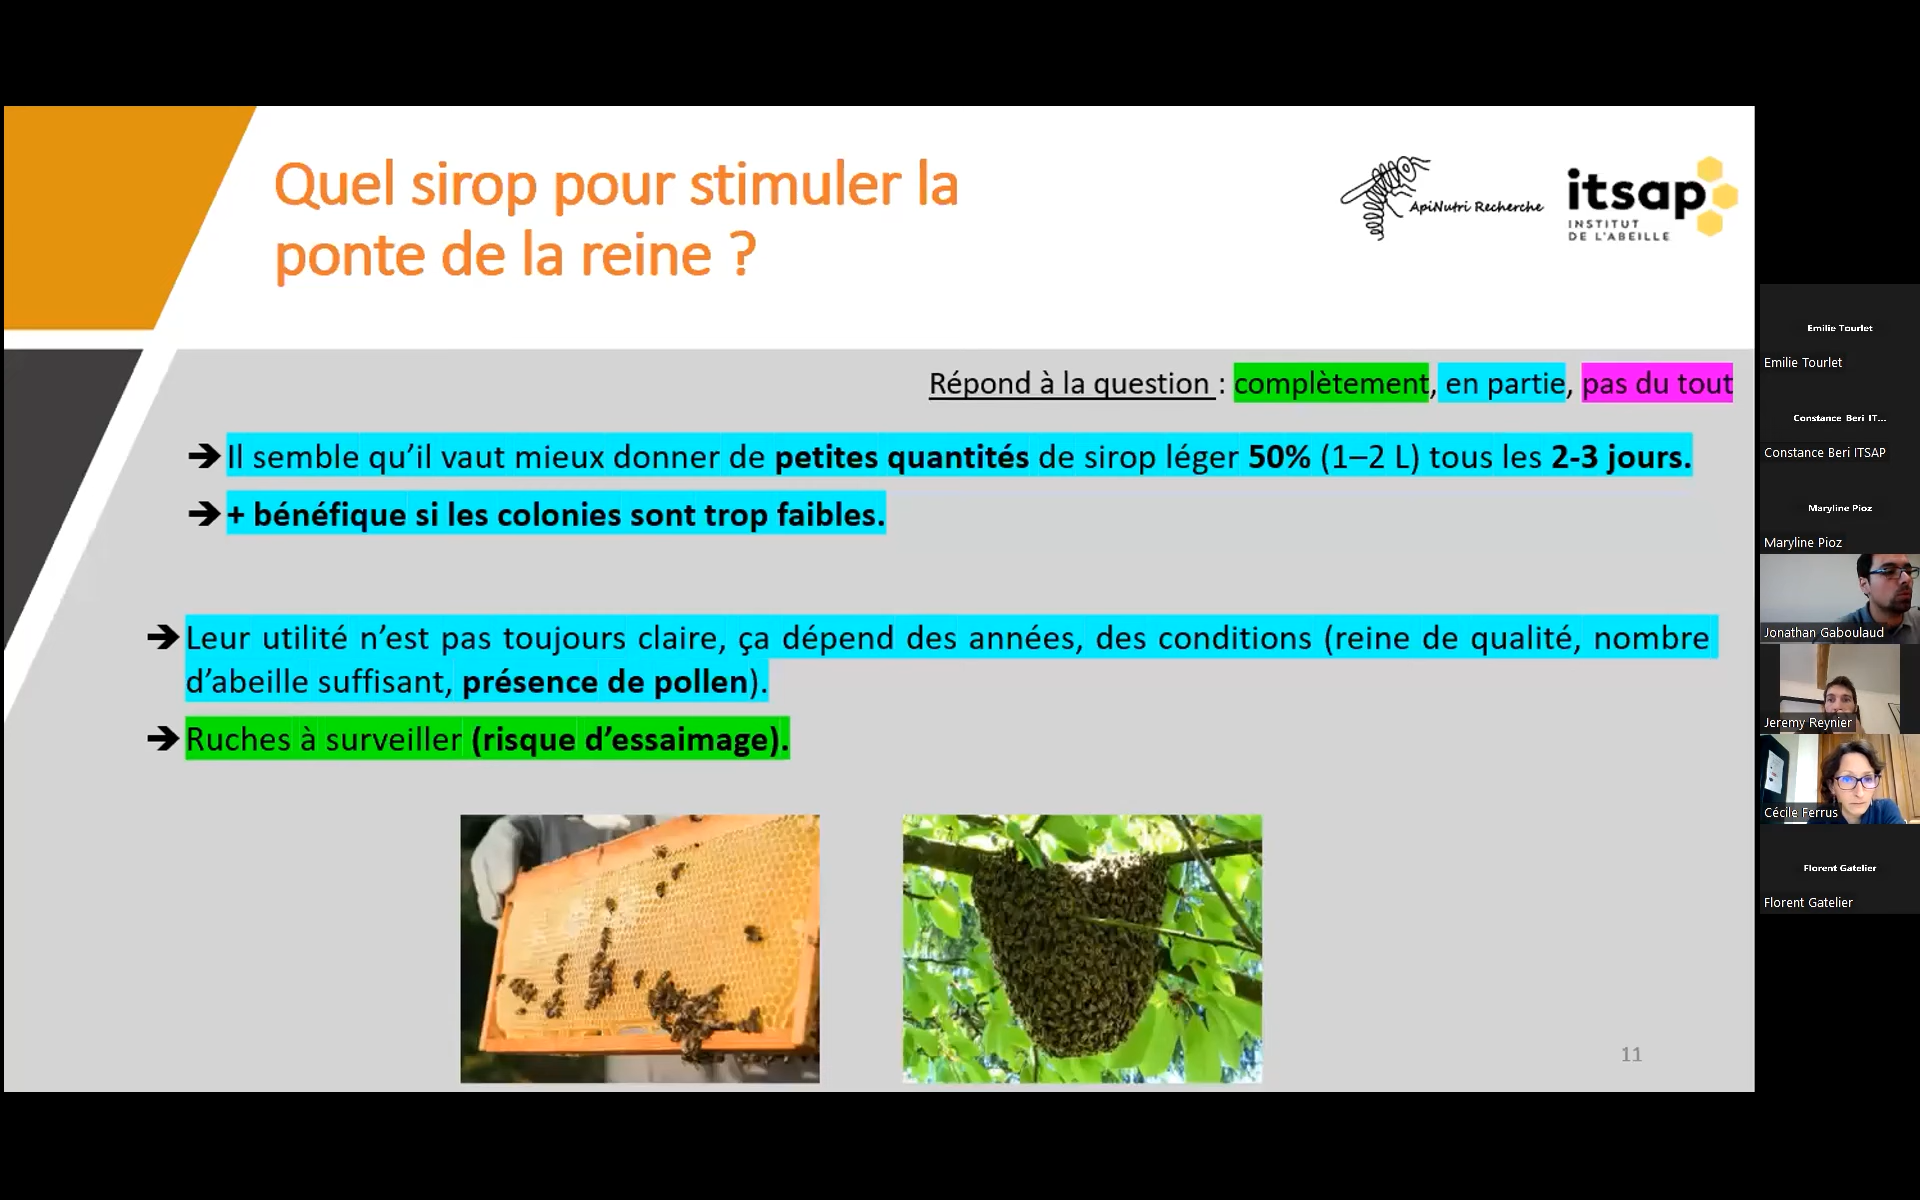 Quel sirop pour stimuler la
ponte de la reine ?
ApiNutri Recherche
itsap
INSTITUT
DE L'ABEILLE
Répond à la question : complètement, en partie, pas du tout
➔ Il semble qu'il vaut mieux donner de petites quantités de sirop léger 50% (1–2 L) tous les 2-3 jours.
➔ + bénéfique si les colonies sont trop faibles.
➔ Leur utilité n'est pas toujours claire, ça dépend des années, des conditions (reine de qualité, nombre
d'abeille suffisant, présence de pollen).
➔ Ruches à surveiller (risque d'essaimage).
11
Emilie Tourlet
Emilie Tourlet
Constance Beri IT...
Constance Beri ITSAP
Maryline Pioz
Maryline Pioz
Jonathan Gaboulaud
Jeremy Reynier
Cécile Ferrus
Florent Gatelier
Florent Gatelier